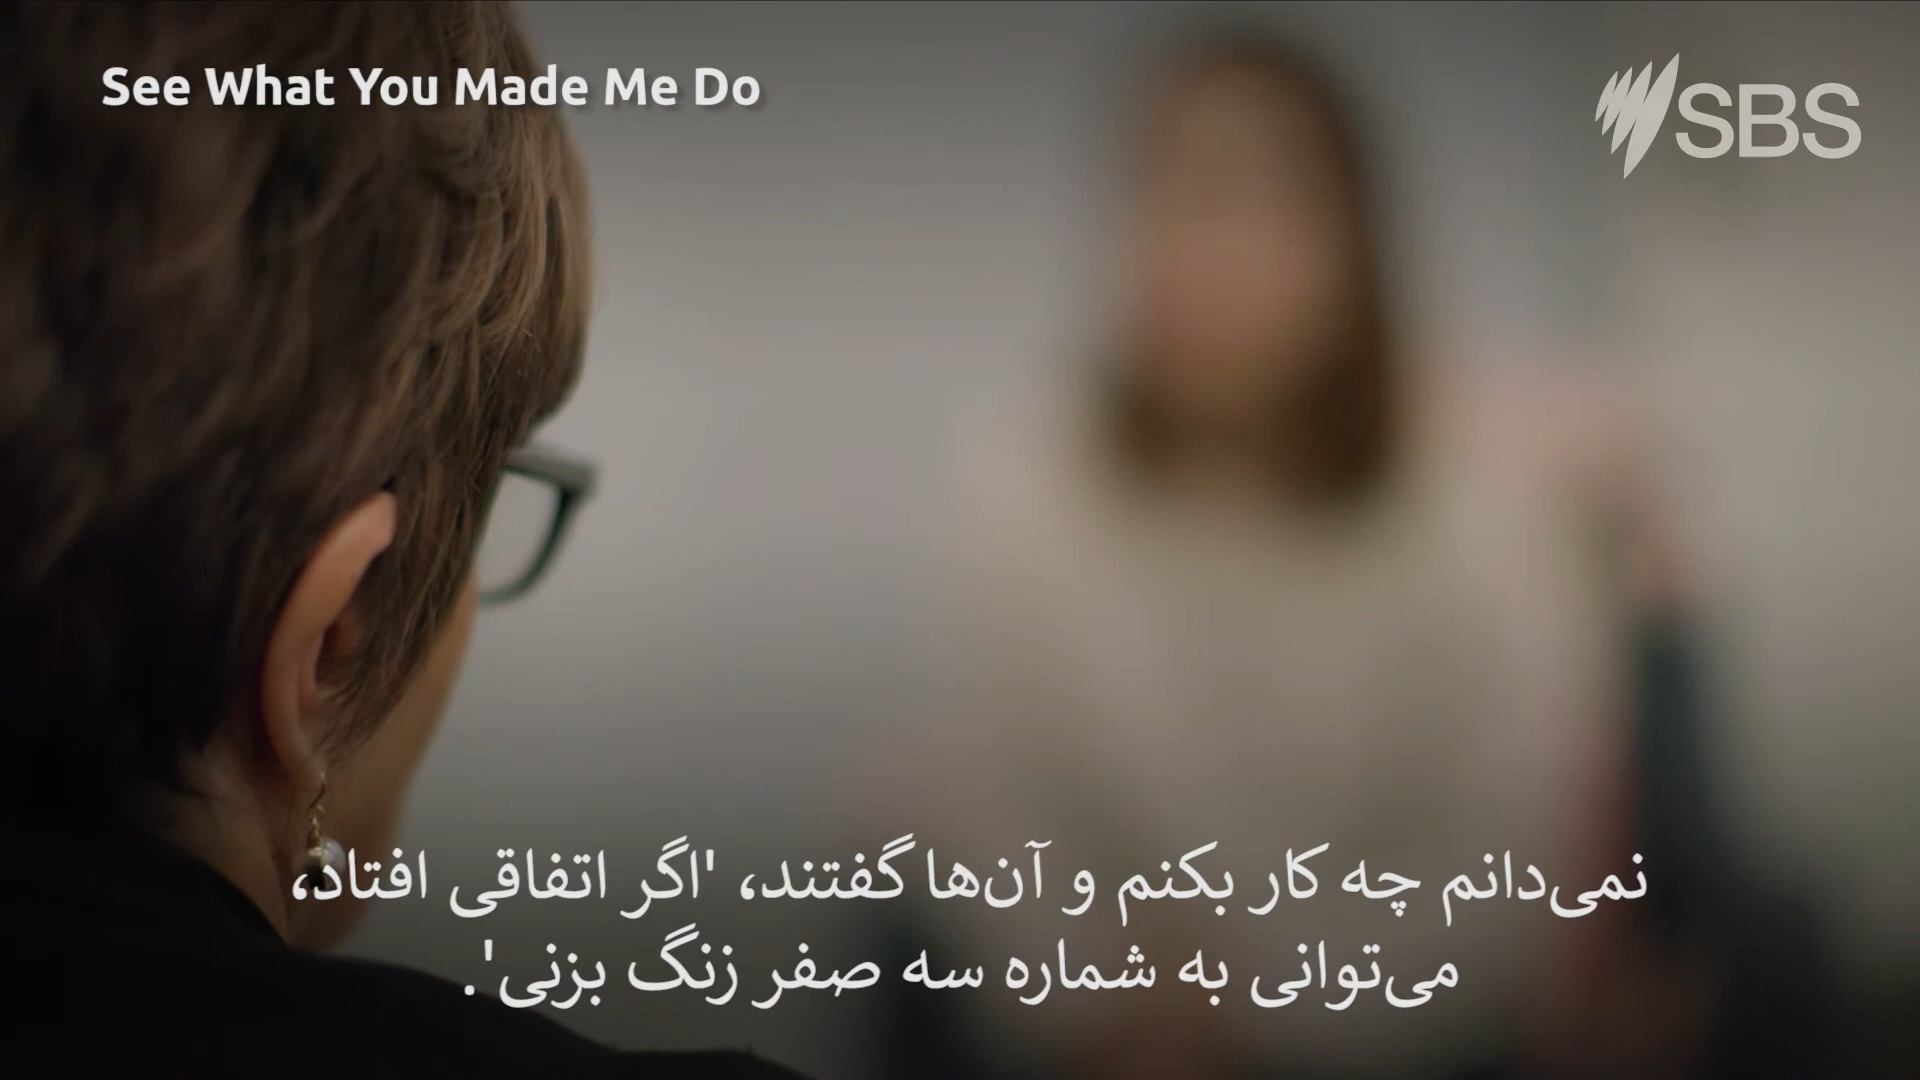 See What You Made Me Do
SBS
نمی‌دانم چه کار بکنم و آن‌ها گفتند، 'اگر اتفاقی افتاد،
می‌توانی به شماره سه صفر زنگ بزنی'.